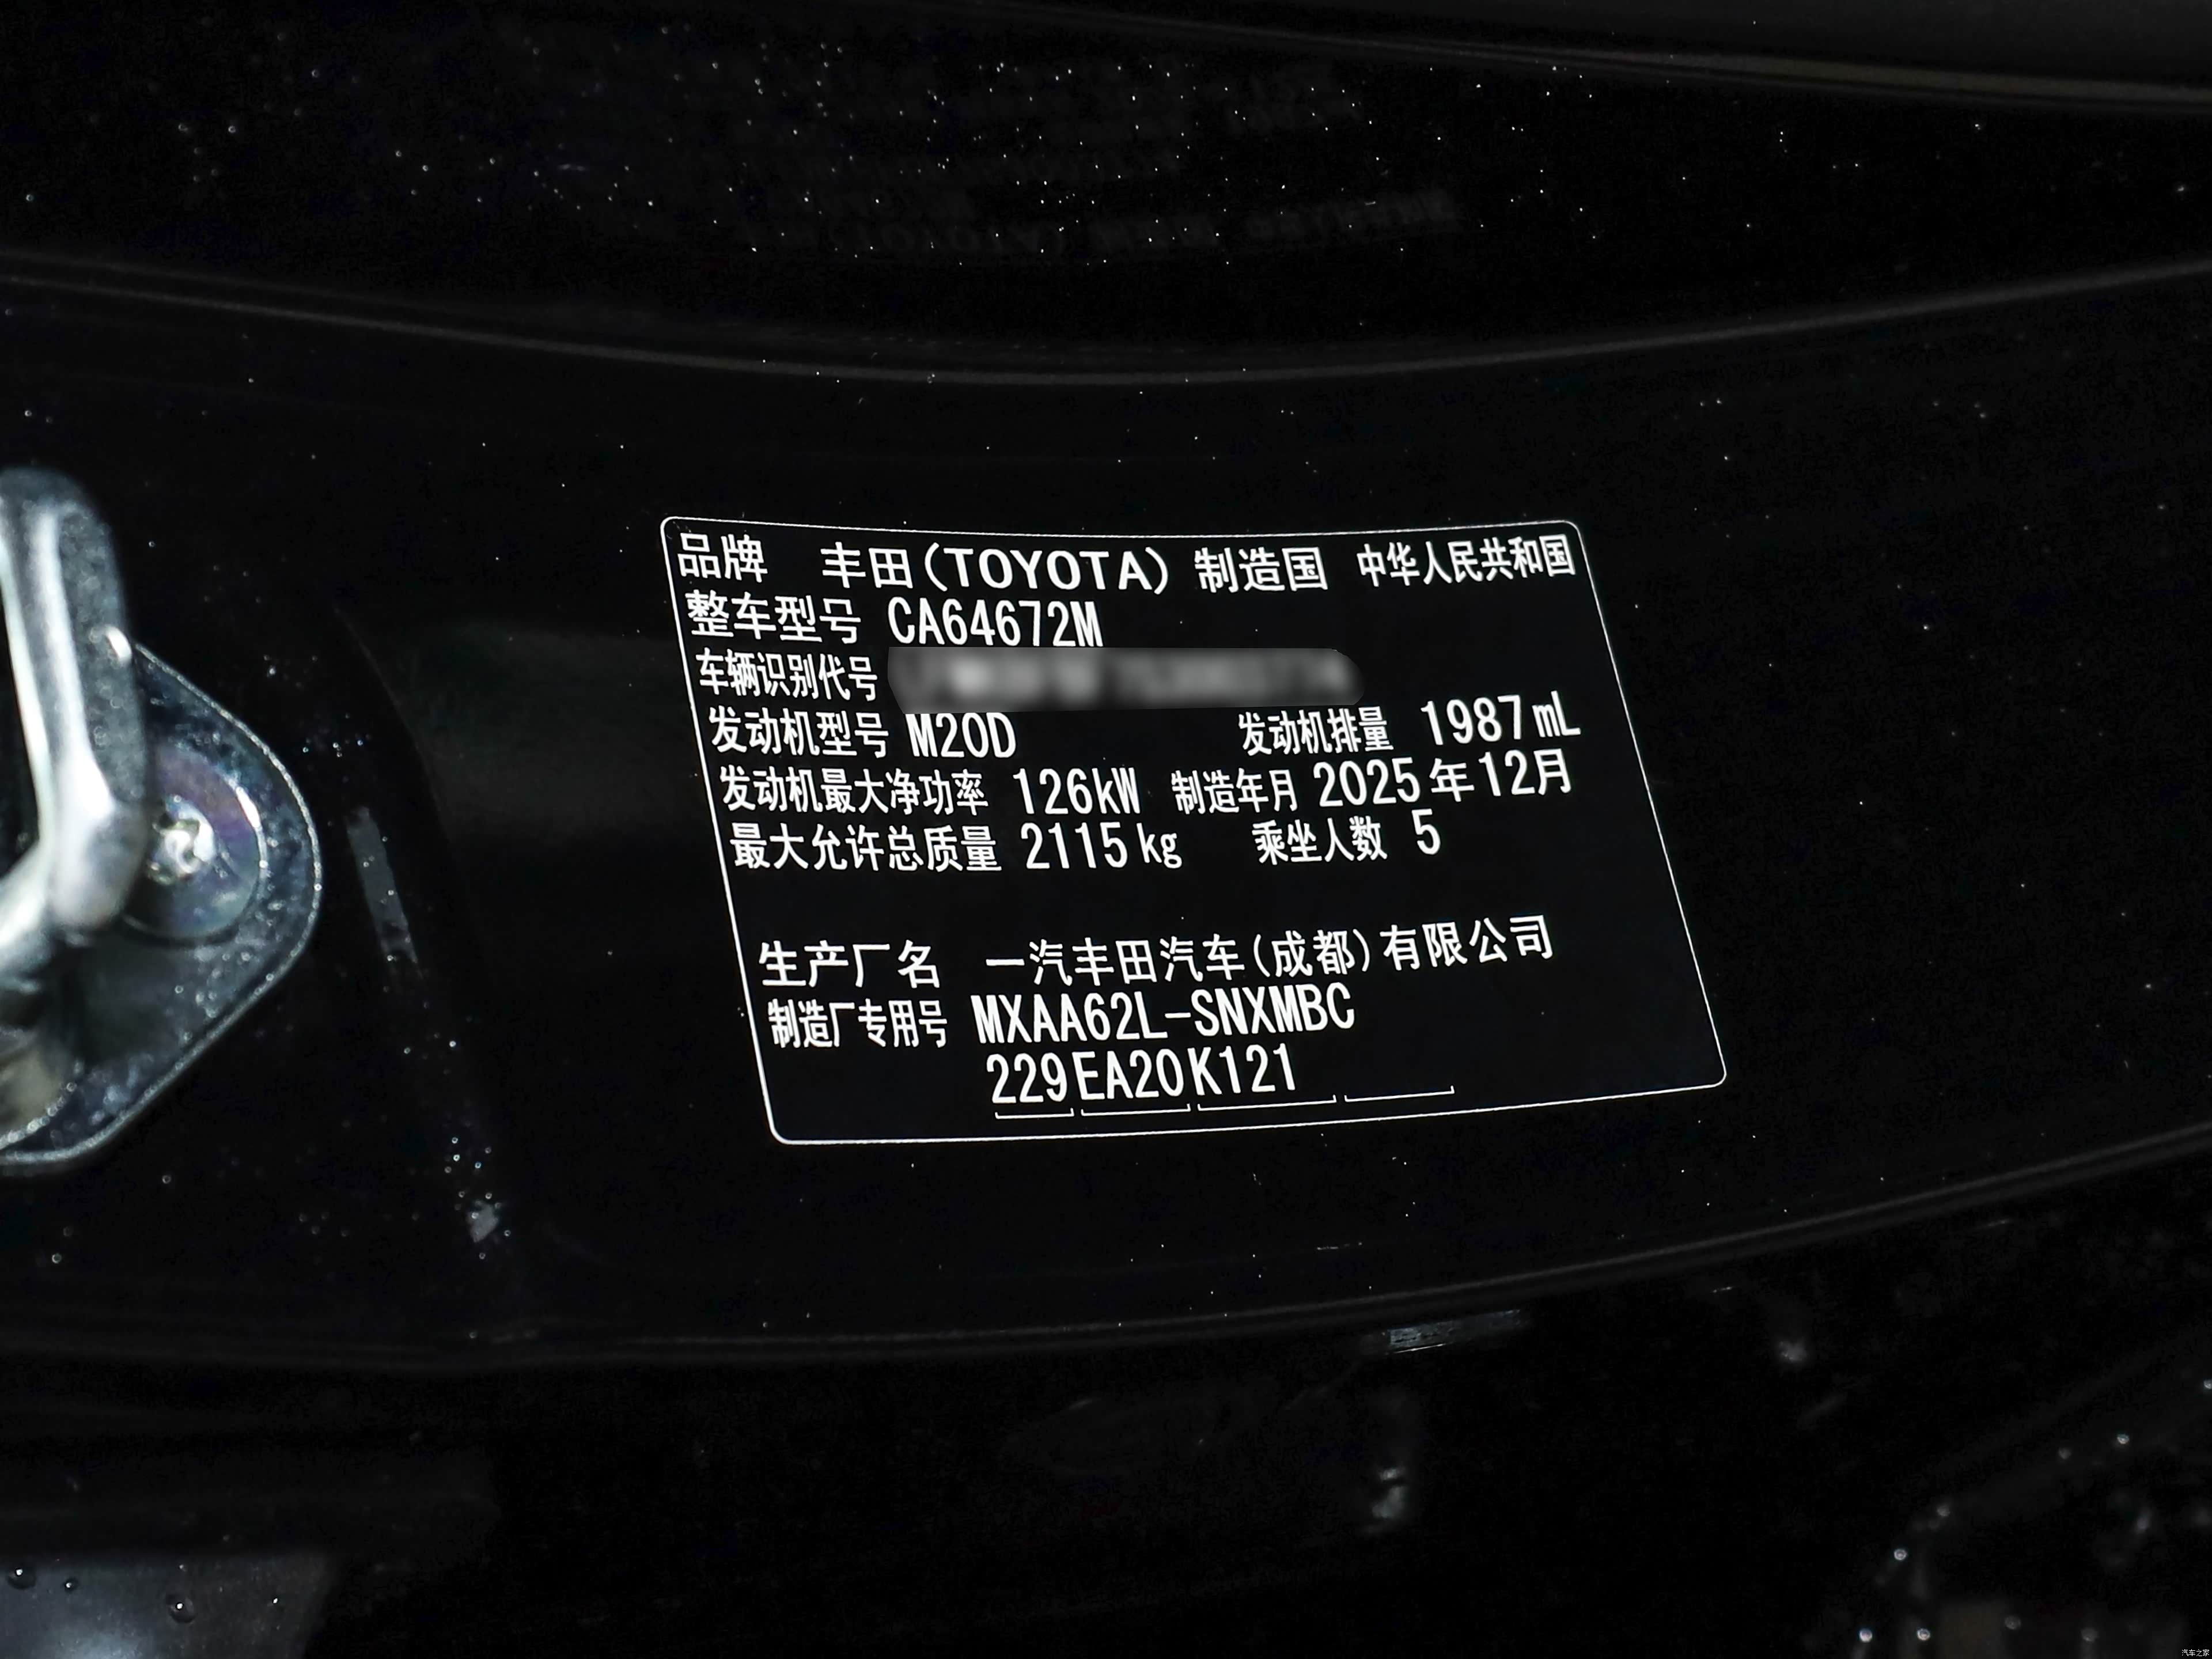 品牌 丰田(TOYOTA) 制造国 中华人民共和国
整车型号 CA64672M
车辆识别代号
发动机型号 M20D 发动机排量 1987mL
发动机最大净功率 126kW 制造年月 2025年12月
最大允许总质量 2115kg 乘坐人数 5
生产厂名 一汽丰田汽车(成都)有限公司
制造厂专用号 MXAA62L-SNXMBC
229EA20K121
汽车之家